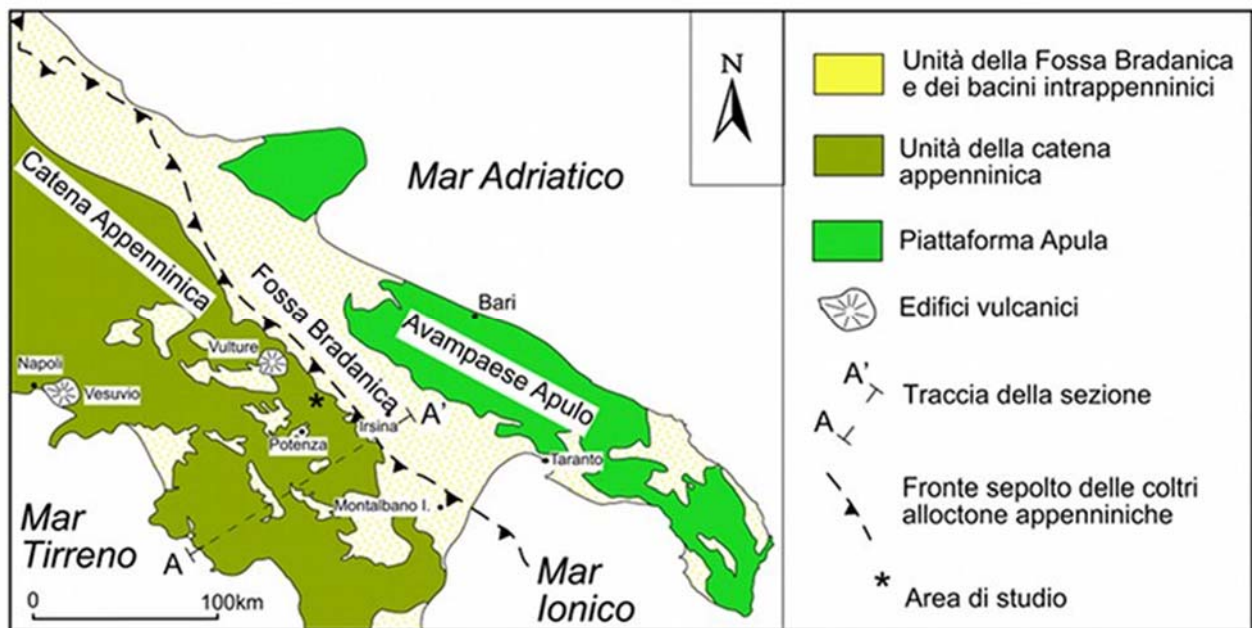 Mar Adriatico
Catena Appenninica
Fossa Bradanica
Avampaese Apulo
Bari
Napoli
Vesuvio
Vulture
*
Potenza
Irsina
A'
Taranto
Montalbano I.
Mar
Tirreno
A
Mar
Ionico
0 100km
N
Unità della Fossa Bradanica
e dei bacini intrappenninici
Unità della catena
appenninica
Piattaforma Apula
Edifici vulcanici
A'
A
Traccia della sezione
Fronte sepolto delle coltri
alloctone appenniniche
* Area di studio